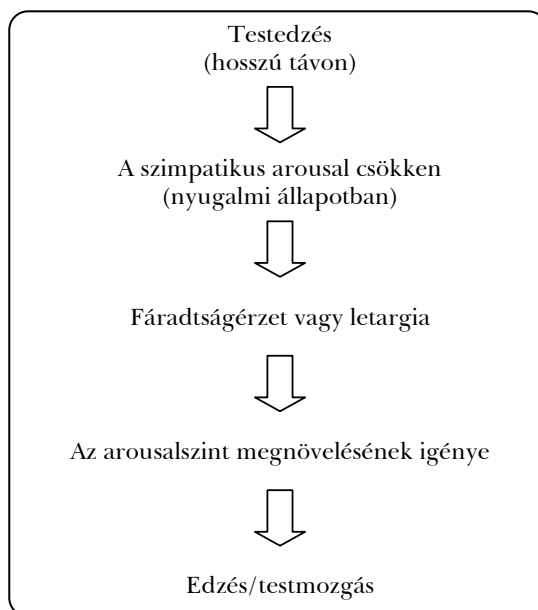 Testedzés
(hosszú távon)
A szimpatikus arousal csökken
(nyugalmi állapotban)
Fáradtságérzet vagy letargia
Az arousalszint megnövelésének igénye
Edzés/testmozgás